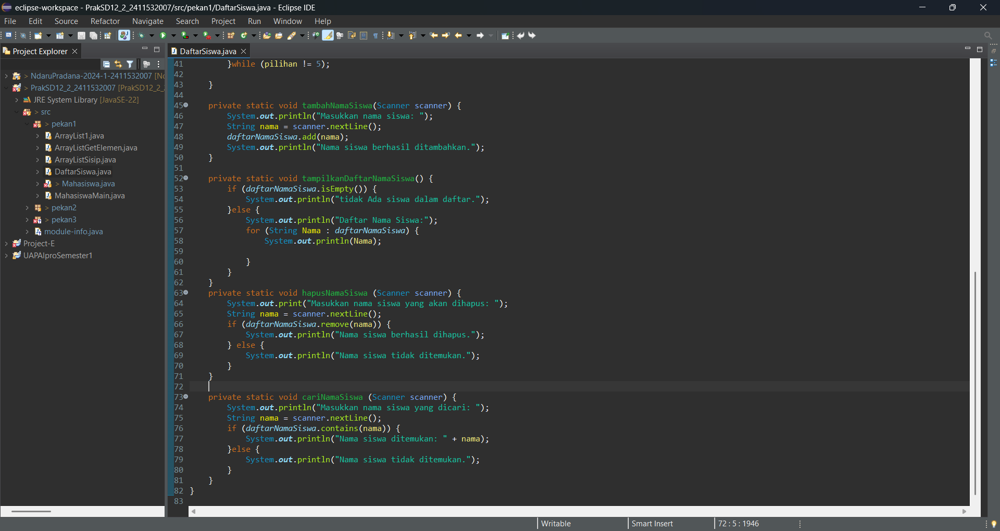 eclipse-workspace - PrakSD12_2_2411532007/src/pekan1/DaftarSiswa.java - Eclipse IDE
File Edit Source Refactor Navigate Search Project Run Window Help
Project Explorer
DaftarSiswa.java
> NdaruPradana-2024-1-2411532007
> PrakSD12_2_2411532007 [PrakSD12_2_
JRE System Library [JavaSE-22]
> src
> pekan1
ArrayList1.java
ArrayListGetElemen.java
ArrayListSisip.java
DaftarSiswa.java
> Mahasiswa.java
MahasiswaMain.java
> pekan2
> pekan3
module-info.java
Project-E
UAPAlproSemester1
41 }while (pilihan != 5);
42
43 }
44
45 private static void tambahNamaSiswa(Scanner scanner) {
46 System.out.println("Masukkan nama siswa: ");
47 String nama = scanner.nextLine();
48 daftarNamaSiswa.add(nama);
49 System.out.println("Nama siswa berhasil ditambahkan.");
50 }
51
52 private static void tampilkanDaftarNamaSiswa() {
53 if (daftarNamaSiswa.isEmpty()) {
54 System.out.println("tidak Ada siswa dalam daftar.");
55 }else {
56 System.out.println("Daftar Nama Siswa:");
57 for (String Nama : daftarNamaSiswa) {
58 System.out.println(Nama);
59
60 }
61 }
62 }
63 private static void hapusNamaSiswa (Scanner scanner) {
64 System.out.print("Masukkan nama siswa yang akan dihapus: ");
65 String nama = scanner.nextLine();
66 if (daftarNamaSiswa.remove(nama)) {
67 System.out.println("Nama siswa berhasil dihapus.");
68 } else {
69 System.out.println("Nama siswa tidak ditemukan.");
70 }
71 }
72
73 private static void cariNamaSiswa (Scanner scanner) {
74 System.out.println("Masukkan nama siswa yang dicari: ");
75 String nama = scanner.nextLine();
76 if (daftarNamaSiswa.contains(nama)) {
77 System.out.println("Nama siswa ditemukan: " + nama);
78 }else {
79 System.out.println("Nama siswa tidak ditemukan.");
80 }
81 }
82 }
83
Writable Smart Insert 72 : 5 : 1946